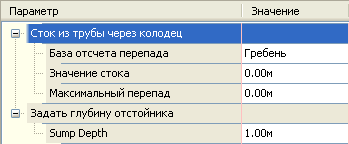 Параметр Значение
Сток из трубы через колодец
База отсчета перепада Гребень
Значение стока 0.00м
Максимальный перепад 0.00м
Задать глубину отстойника
Sump Depth 1.00м